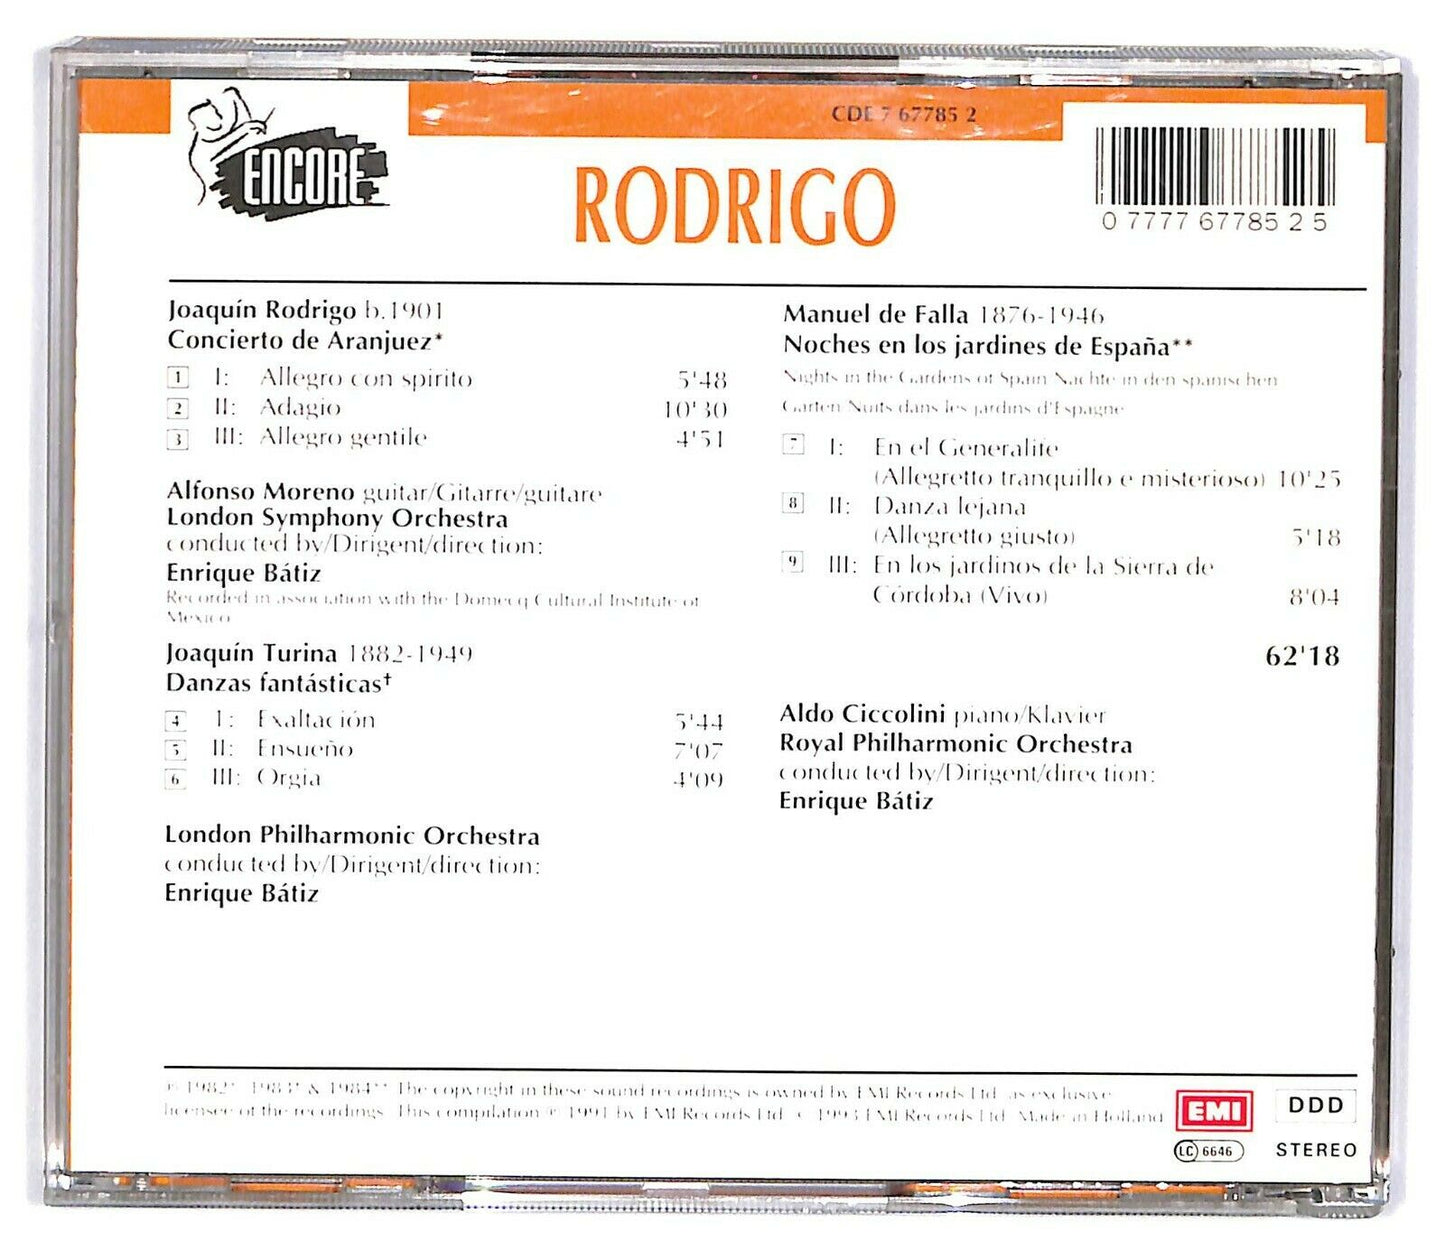 ENCORE
CDE 7 67785 2
RODRIGO
0 7777 67785 2 5
Joaquín Rodrigo b.1901
Concierto de Aranjuez*
1 I: Allegro con spirito 5'48
2 II: Adagio 10'30
3 III: Allegro gentile 4'51
Alfonso Moreno guitar/Gitarre/guitare
London Symphony Orchestra
conducted by/Dirigent/direction:
Enrique Bátiz
Recorded in association with the Domecq Cultural Institute of
Mexico
Joaquín Turina 1882-1949
Danzas fantásticas†
4 I: Exaltación 5'44
5 II: Ensueño 7'07
6 III: Orgia 4'09
London Philharmonic Orchestra
conducted by/Dirigent/direction:
Enrique Bátiz
Manuel de Falla 1876-1946
Noches en los jardines de España**
Nights in the Gardens of Spain Nachte in den spanischen
Garten Nuits dans les jardins d'Espagne
7 I: En el Generalife
(Allegretto tranquillo e misterioso) 10'25
8 II: Danza lejana
(Allegretto giusto) 5'18
9 III: En los jardinos de la Sierra de
Córdoba (Vivo) 8'04
62'18
Aldo Ciccolini piano/Klavier
Royal Philharmonic Orchestra
conducted by/Dirigent/direction:
Enrique Bátiz
℗ 1982* 1983† & 1984** The copyright in these sound recordings is owned by EMI Records Ltd. as exclusive
licensee of the recordings. This compilation ℗ 1991 by EMI Records Ltd. © 1993 EMI Records Ltd. Made in Holland
EMI
DDD
LC 6646
STEREO